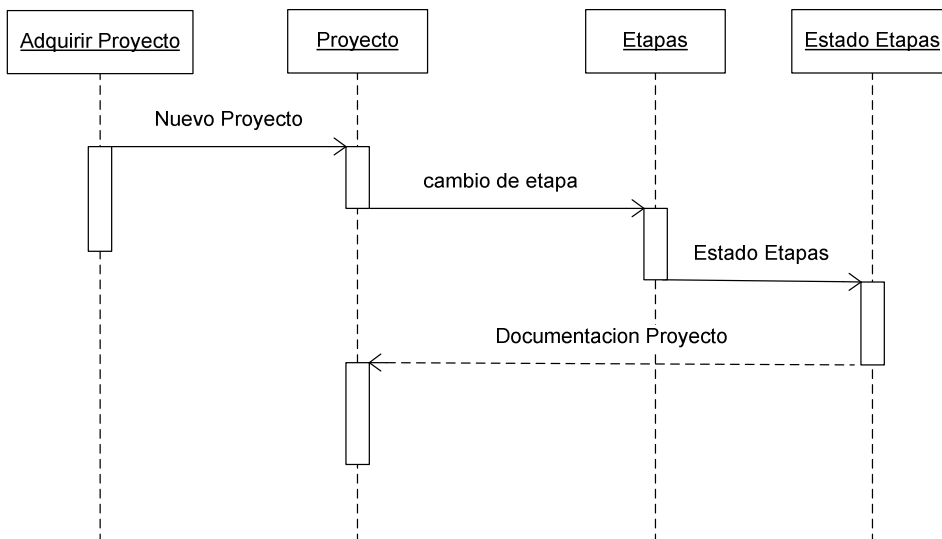 Adquirir Proyecto
Proyecto
Etapas
Estado Etapas
Nuevo Proyecto
cambio de etapa
Estado Etapas
Documentacion Proyecto